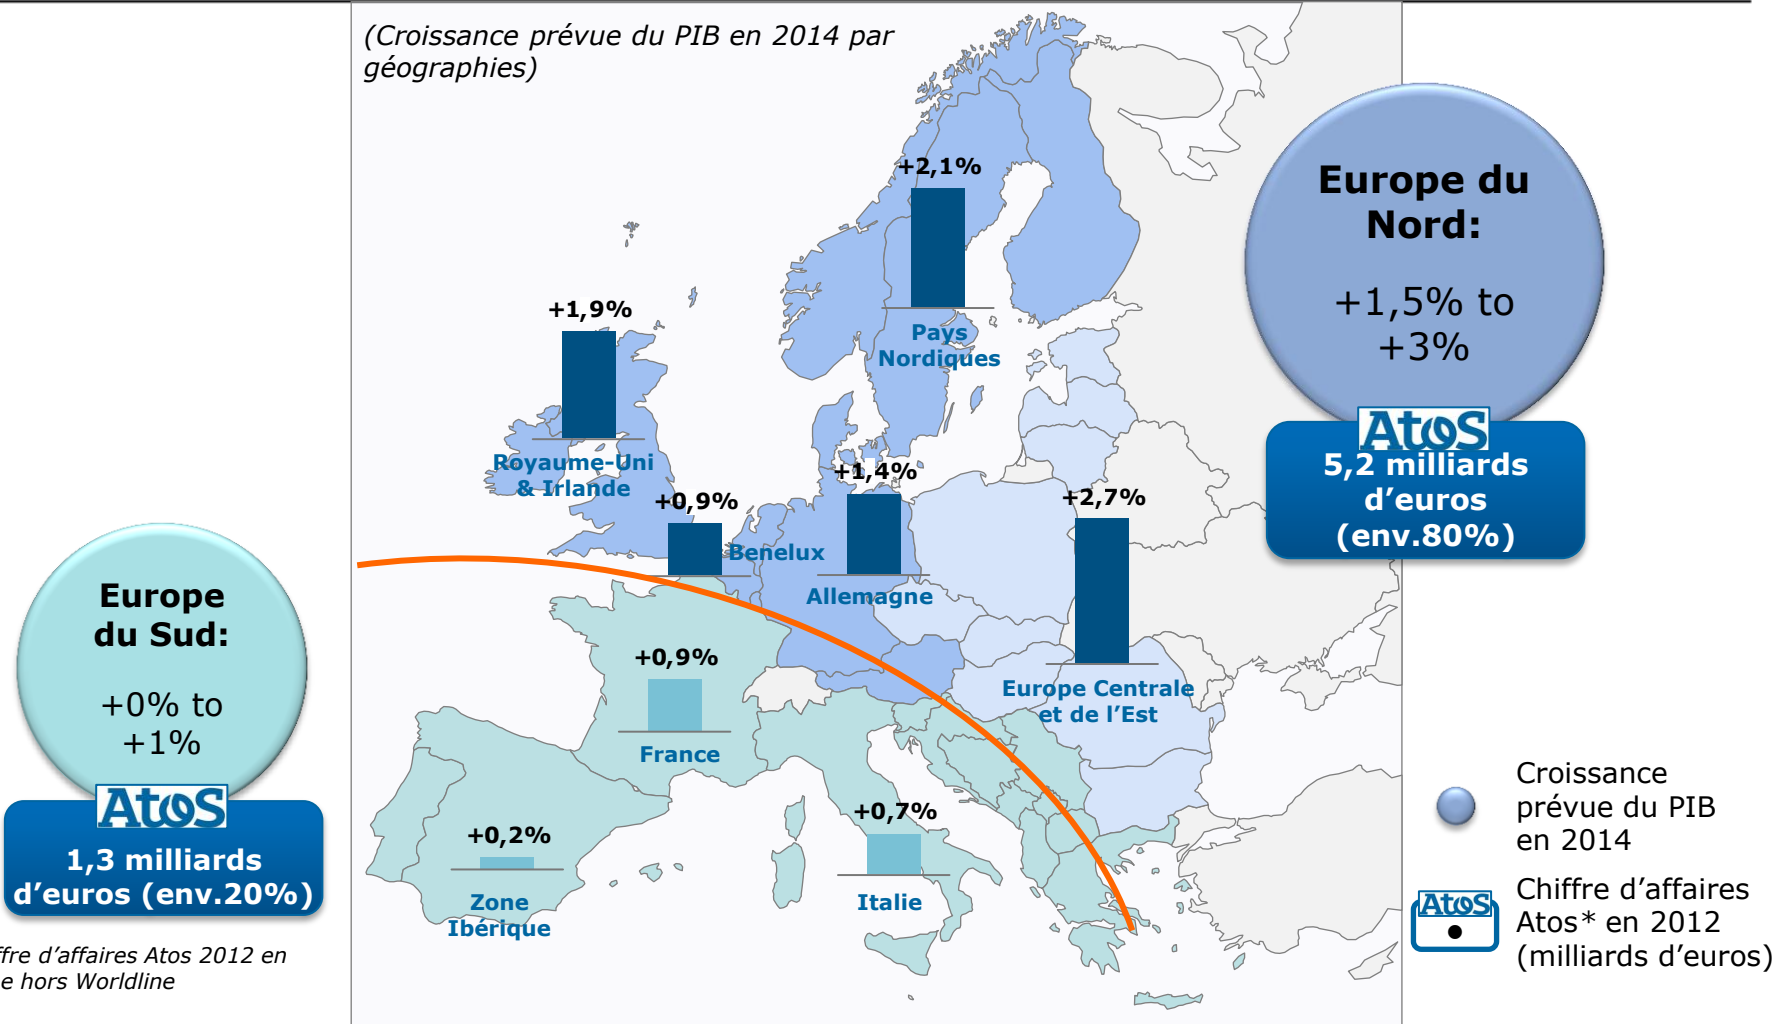 (Croissance prévue du PIB en 2014 par
géographies)
+2,1%
Pays
Nordiques
+1,9%
Royaume-Uni
& Irlande
+0,9%
Benelux
+1,4%
Allemagne
+2,7%
Europe Centrale
et de l’Est
+0,9%
France
+0,7%
Italie
+0,2%
Zone
Ibérique
Europe du
Nord:
+1,5% to
+3%
Atos
5,2 milliards
d’euros
(env.80%)
Europe
du Sud:
+0% to
+1%
Atos
1,3 milliards
d’euros (env.20%)
d’affaires Atos 2012 en
hors Worldline
Croissance
prévue du PIB
en 2014
Atos
Chiffre d’affaires
Atos* en 2012
(milliards d’euros)